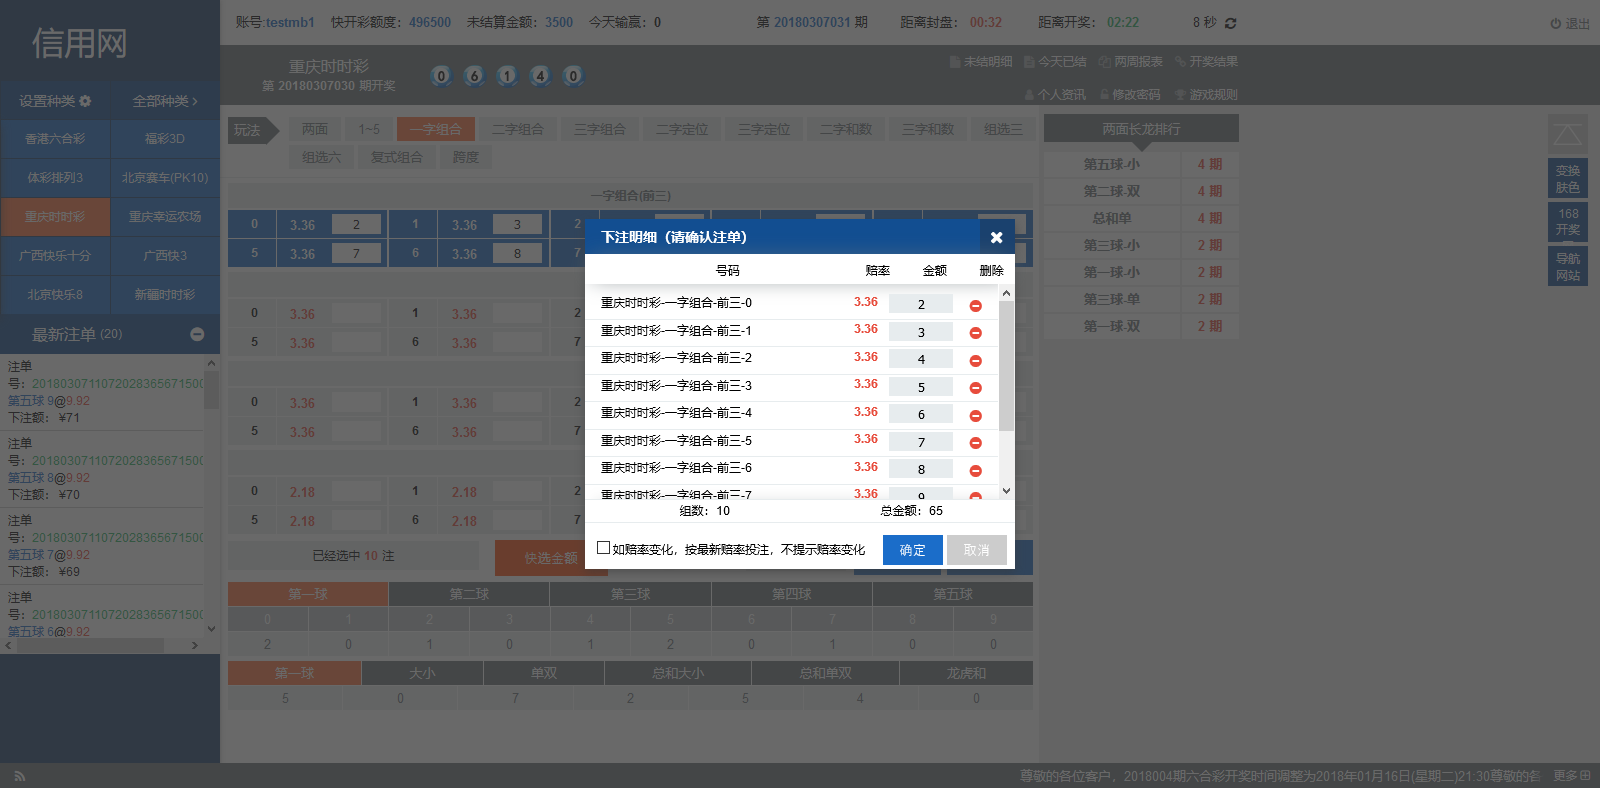 信用网
账号:testmb1 快开彩额度：496500 未结算金额：3500 今天输赢：0 第 20180307031 期 距离封盘：00:32 距离开奖：02:22 8 秒 退出
重庆时时彩
第 20180307030 期开奖
0 6 1 4 0
未结明细 今天已结 两周报表 开奖结果
个人资讯 修改密码 游戏规则
设置种类 全部种类
香港六合彩 福彩3D
体彩排列3 北京赛车(PK10)
重庆时时彩 重庆幸运农场
广西快乐十分 广西快3
北京快乐8 新疆时时彩
最新注单 (20)
注单
号：2018030711072028365671500
第五球 9@9.92
下注额： ¥71
注单
号：2018030711072028365671500
第五球 8@9.92
下注额： ¥70
注单
号：2018030711072028365671500
第五球 7@9.92
下注额： ¥69
注单
号：2018030711072028365671500
第五球 6@9.92
玩法 两面 1~5 一字组合 二字组合 三字组合 二字定位 三字定位 二字和数 三字和数 组选三
组选六 复式组合 跨度
一字组合(前三)
0 3.36 2 1 3.36 3 2
5 3.36 7 6 3.36 8 7
0 3.36 1 3.36 2
5 3.36 6 3.36 7
0 3.36 1 3.36 2
5 3.36 6 3.36 7
0 2.18 1 2.18 2
5 2.18 6 2.18 7
已经选中 10 注 快选金额
下注明细（请确认注单）
号码 赔率 金额 删除
重庆时时彩-一字组合-前三-0 3.36 2
重庆时时彩-一字组合-前三-1 3.36 3
重庆时时彩-一字组合-前三-2 3.36 4
重庆时时彩-一字组合-前三-3 3.36 5
重庆时时彩-一字组合-前三-4 3.36 6
重庆时时彩-一字组合-前三-5 3.36 7
重庆时时彩-一字组合-前三-6 3.36 8
重庆时时彩-一字组合-前三-7 3.36 9
组数：10 总金额：65
如赔率变化，按最新赔率投注，不提示赔率变化 确定 取消
第一球 第二球 第三球 第四球 第五球
0 1 2 3 4 5 6 7 8 9
2 0 1 0 1 2 0 1 0 0
第一球 大小 单双 总和大小 总和单双 龙虎和
5 0 7 2 5 4 0
两面长龙排行
第五球-小 4 期
第二球-双 4 期
总和单 4 期
第三球-小 2 期
第一球-小 2 期
第三球-单 2 期
第一球-双 2 期
变换
肤色
168
开奖
导航
网站
尊敬的各位客户，2018004期六合彩开奖时间调整为2018年01月16日(星期二)21:30尊敬的各 更多